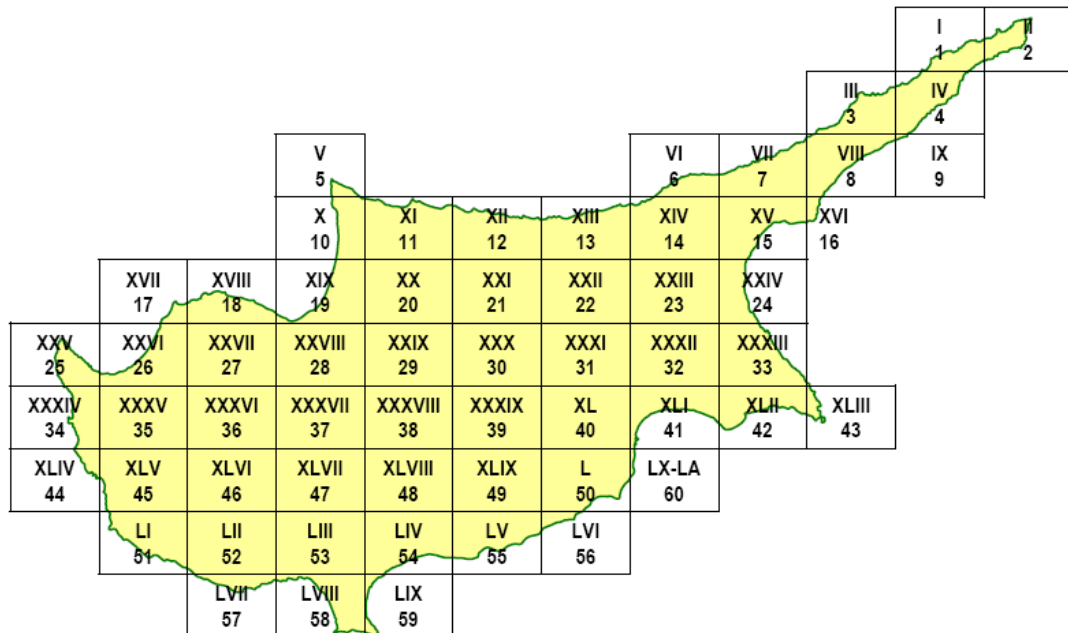 I II
1 2
III IV
3 4
V VI VII VIII IX
5 6 7 8 9
X XI XII XIII XIV XV XVI
10 11 12 13 14 15 16
XVII XVIII XIX XX XXI XXII XXIII XXIV
17 18 19 20 21 22 23 24
XXV XXVI XXVII XXVIII XXIX XXX XXXI XXXII XXXIII
25 26 27 28 29 30 31 32 33
XXXIV XXXV XXXVI XXXVII XXXVIII XXXIX XL XLI XLII XLIII
34 35 36 37 38 39 40 41 42 43
XLIV XLV XLVI XLVII XLVIII XLIX L LX-LA
44 45 46 47 48 49 50 60
LI LII LIII LIV LV LVI
51 52 53 54 55 56
LVII LVIII LIX
57 58 59